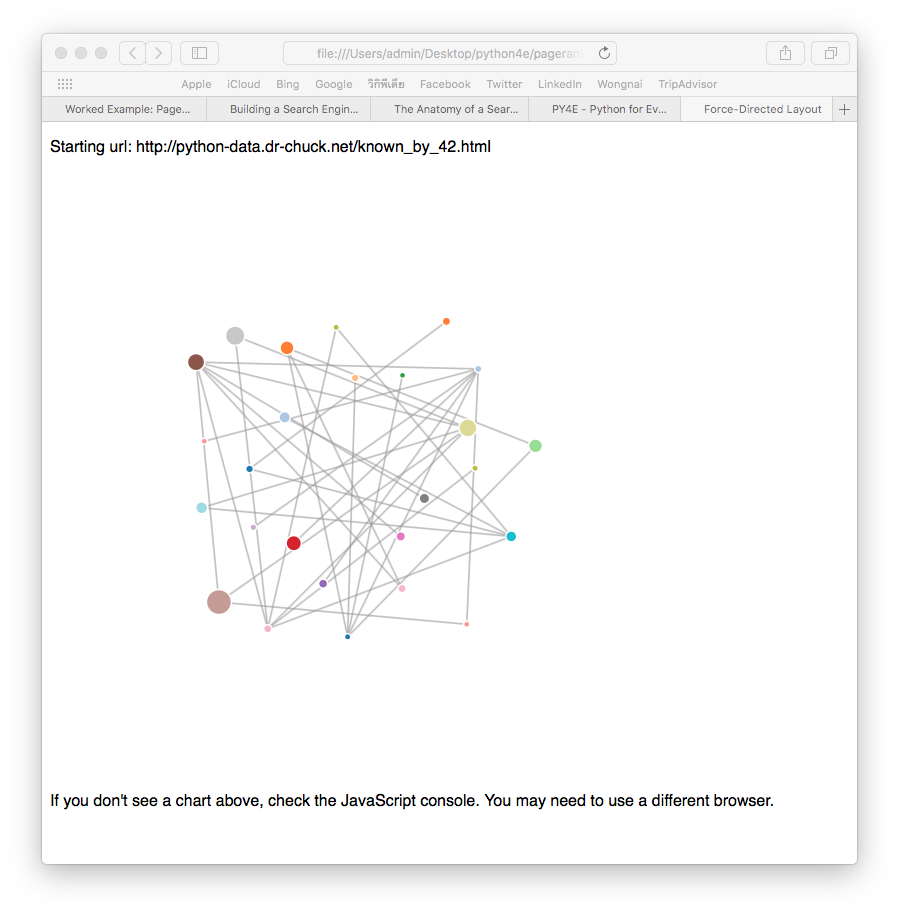 file:///Users/admin/Desktop/python4e/pageran
Apple iCloud Bing Google วิกิพีเดีย Facebook Twitter LinkedIn Wongnai TripAdvisor
Worked Example: Page... Building a Search Engin... The Anatomy of a Sear... PY4E - Python for Ev... Force-Directed Layout
Starting url: http://python-data.dr-chuck.net/known_by_42.html
If you don't see a chart above, check the JavaScript console. You may need to use a different browser.